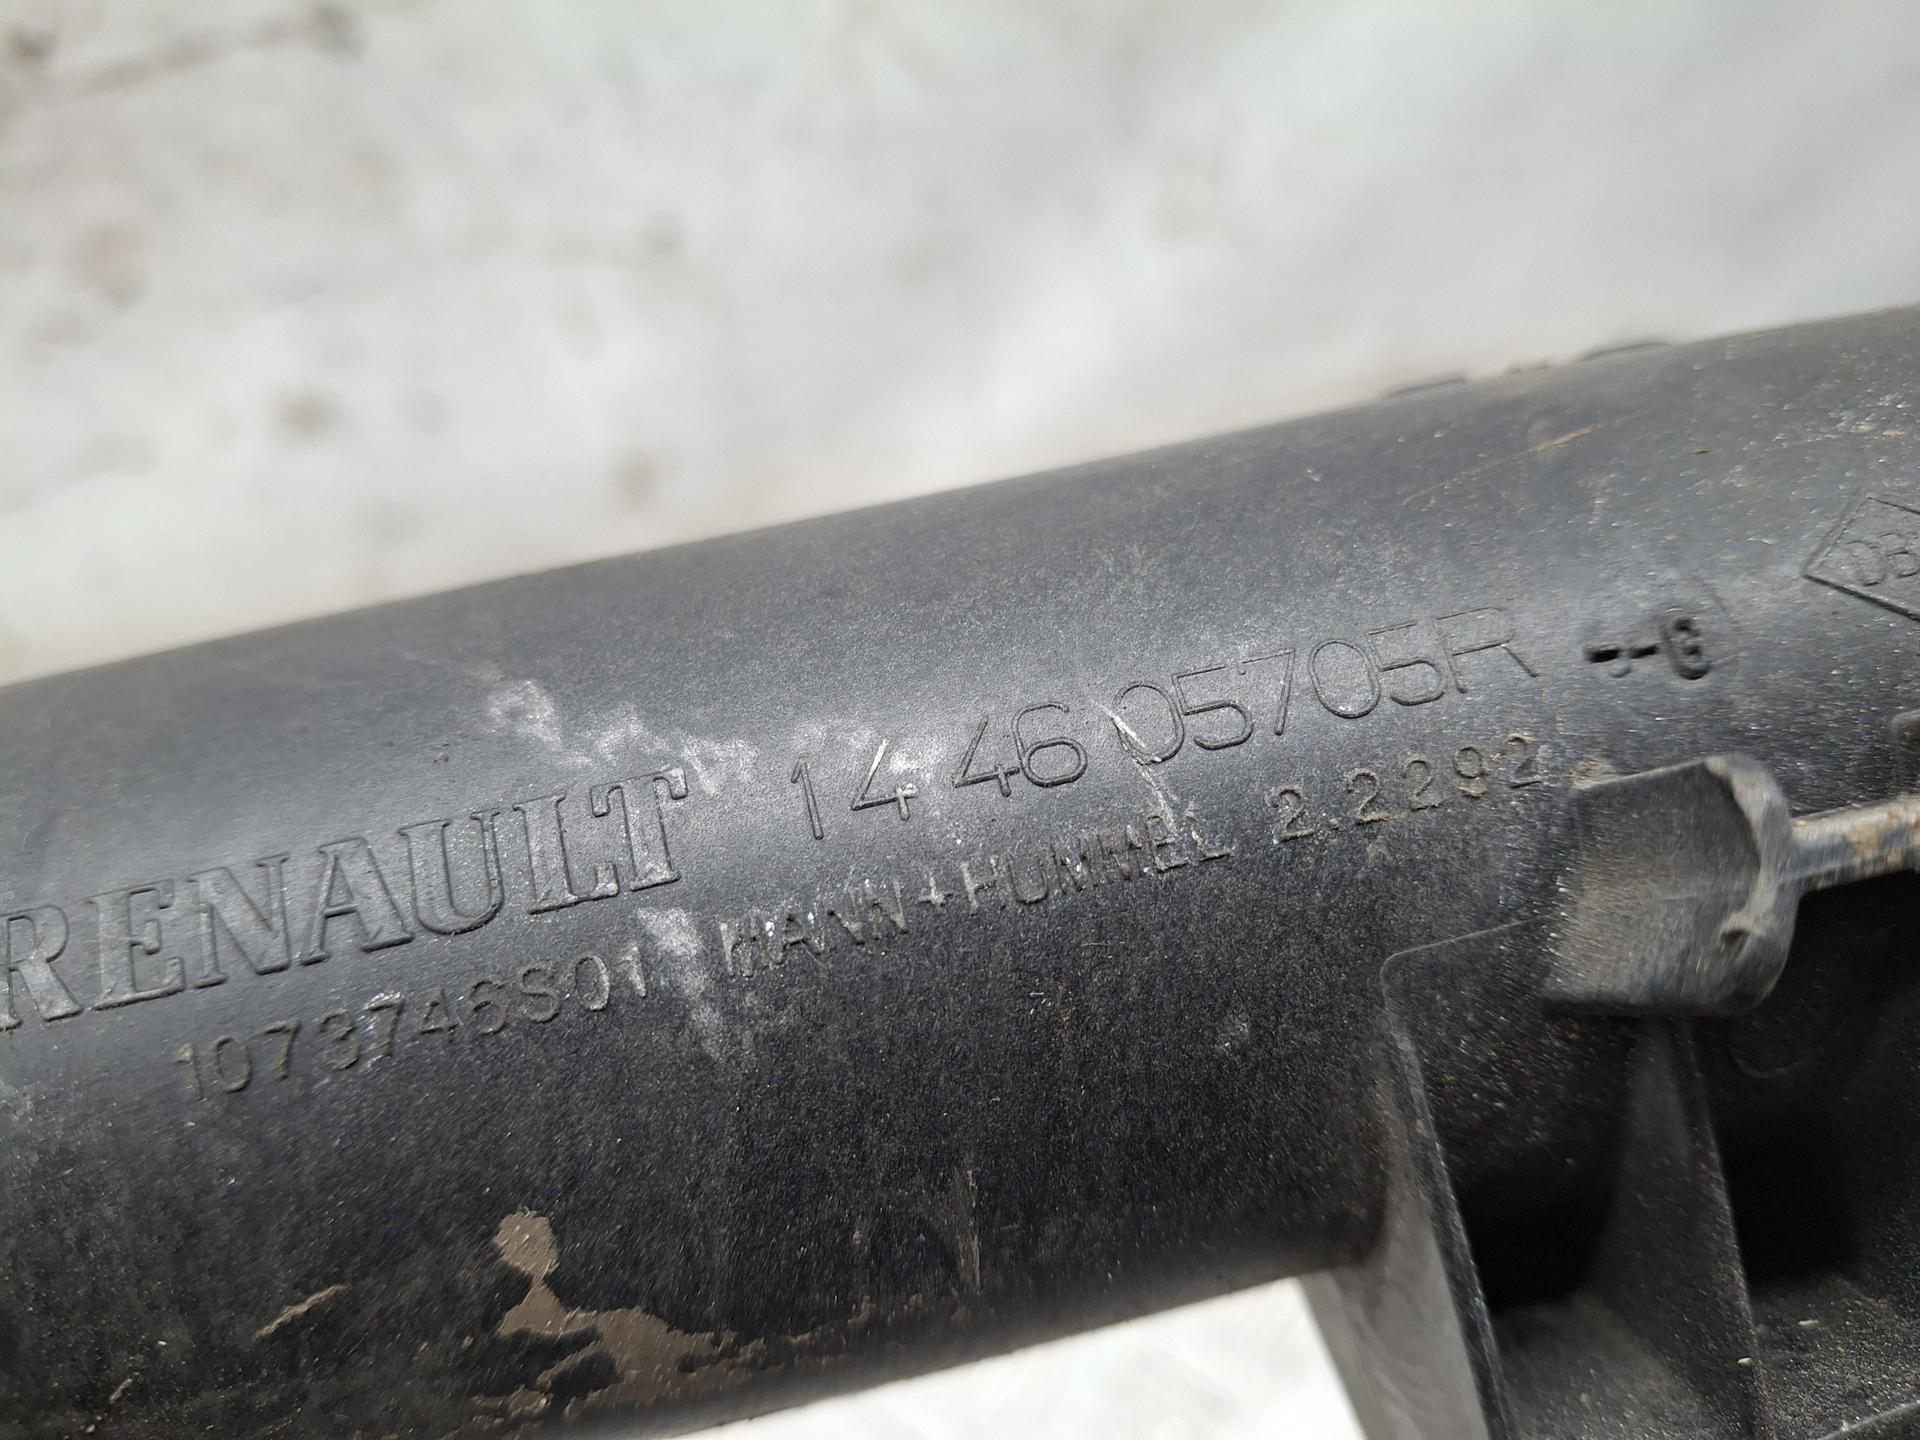 RENAULT 14 46 05705R --G
1073746S01 MANN+HUMMEL 2.2292